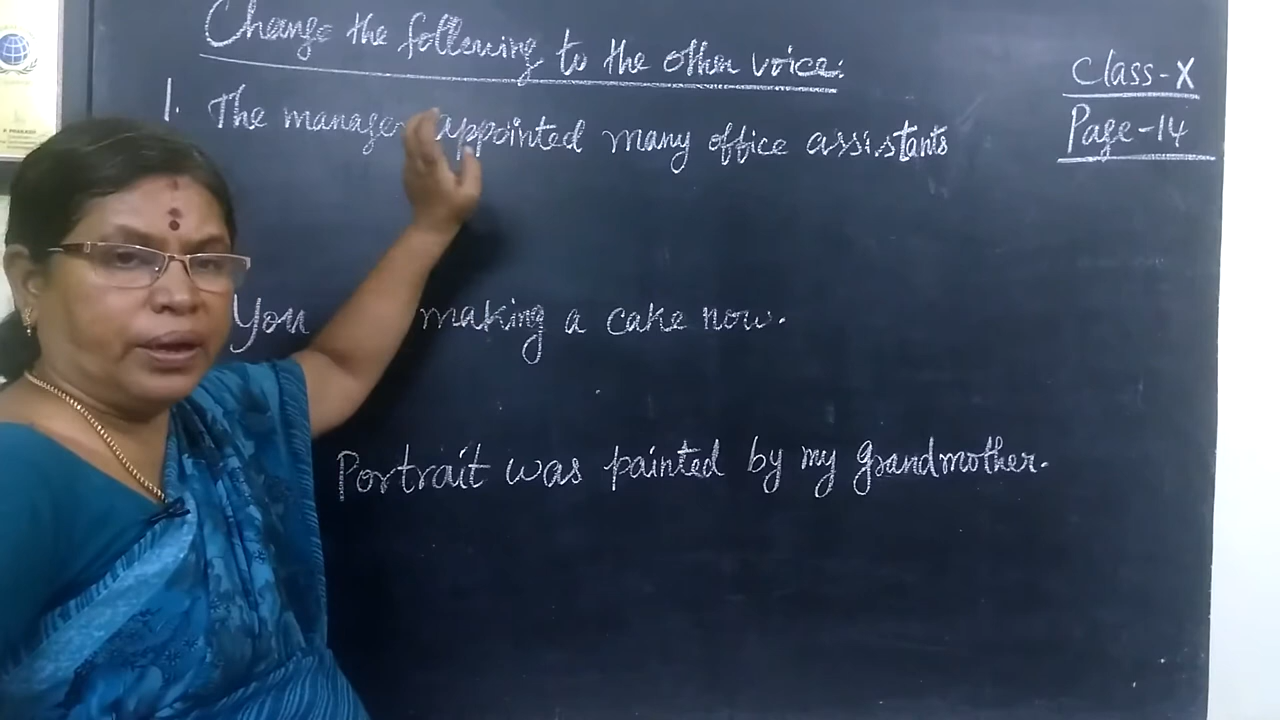 Change the following to the other voice:
Class-X
1. The manager appointed many office assistants
Page-14
You making a cake now.
Portrait was painted by my grandmother.